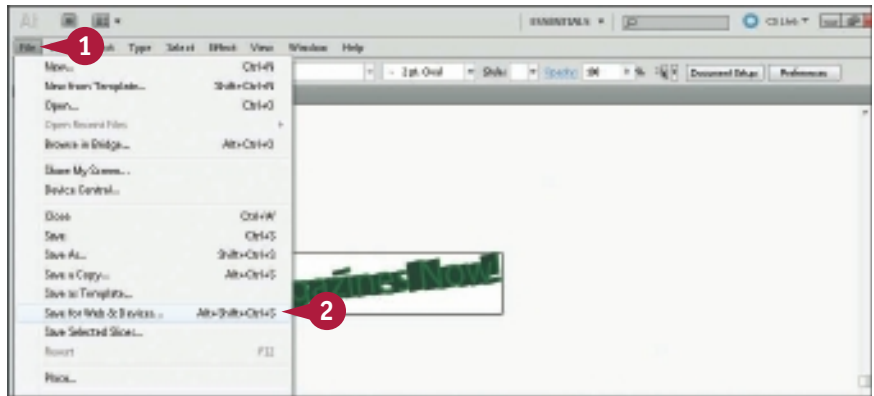 Ai ESSENTIALS CS Live
File 1 Type Select Effect View Window Help
2 pt. Oval Style: Opacity: 100 % Document Setup Preferences
New... Ctrl+N
New from Template... Shift+Ctrl+N
Open... Ctrl+O
Open Recent Files
Browse in Bridge... Alt+Ctrl+O
Share My Screen...
Device Central...
Close Ctrl+W
Save Ctrl+S
Save As... Shift+Ctrl+S
Save a Copy... Alt+Ctrl+S
Save as Template...
Save for Web & Devices... Alt+Shift+Ctrl+S 2
Save Selected Slices...
Revert F12
Place...
gazines Now!